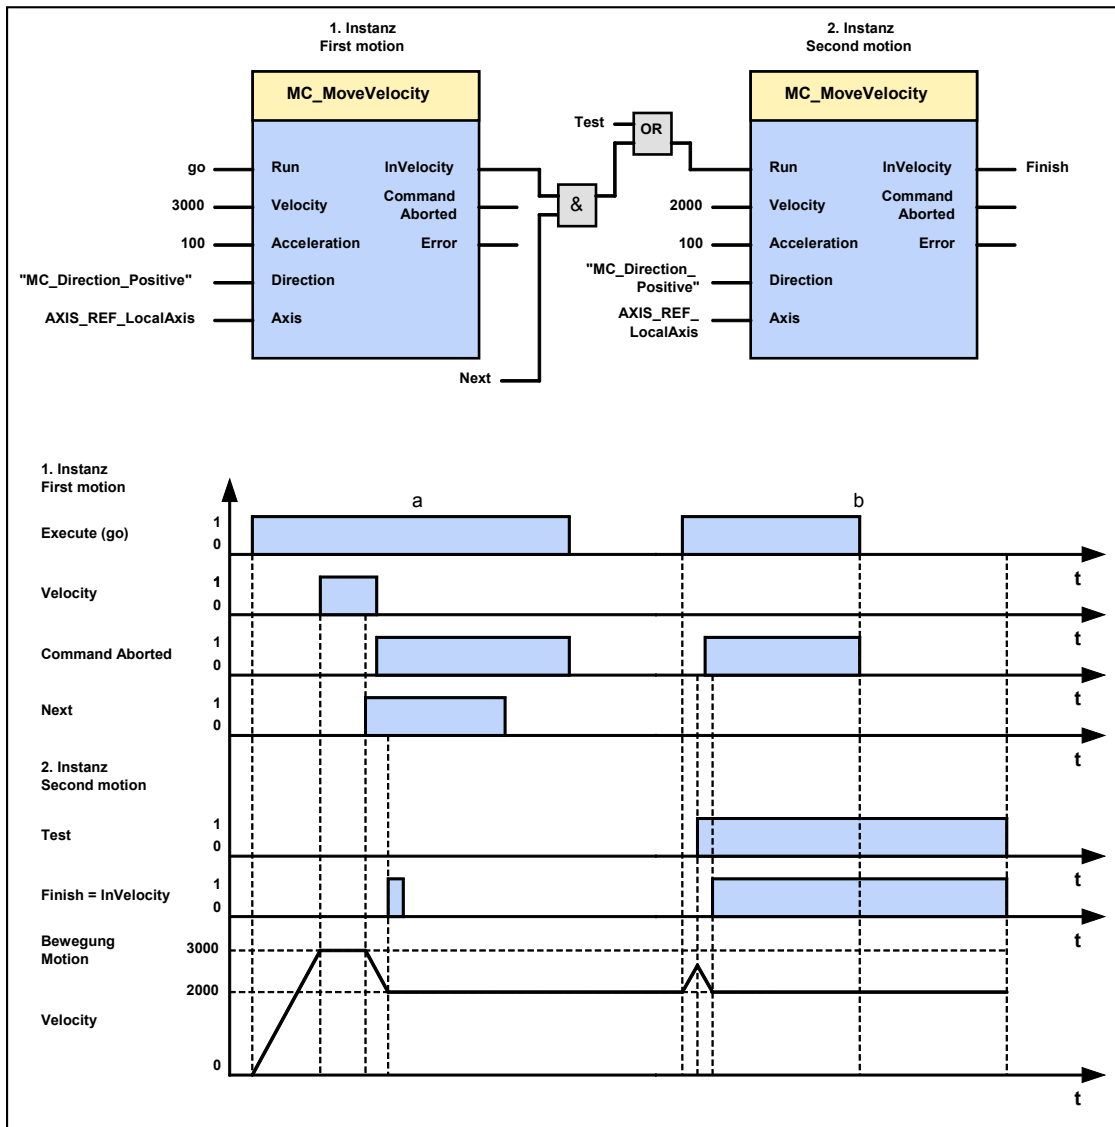 1. Instanz
First motion
2. Instanz
Second motion
MC_MoveVelocity
go
Run
InVelocity
3000
Velocity
Command
Aborted
100
Acceleration
Error
"MC_Direction_Positive"
Direction
AXIS_REF_LocalAxis
Axis
Next
&
Test
OR
MC_MoveVelocity
Run
InVelocity
Finish
2000
Velocity
Command
Aborted
100
Acceleration
Error
"MC_Direction_
Positive"
Direction
AXIS_REF_
LocalAxis
Axis
1. Instanz
First motion
a
b
Execute (go)
1
0
t
Velocity
1
0
t
Command Aborted
1
0
t
Next
1
0
t
2. Instanz
Second motion
Test
1
0
t
Finish = InVelocity
1
0
t
Bewegung
Motion
3000
2000
Velocity
0
t